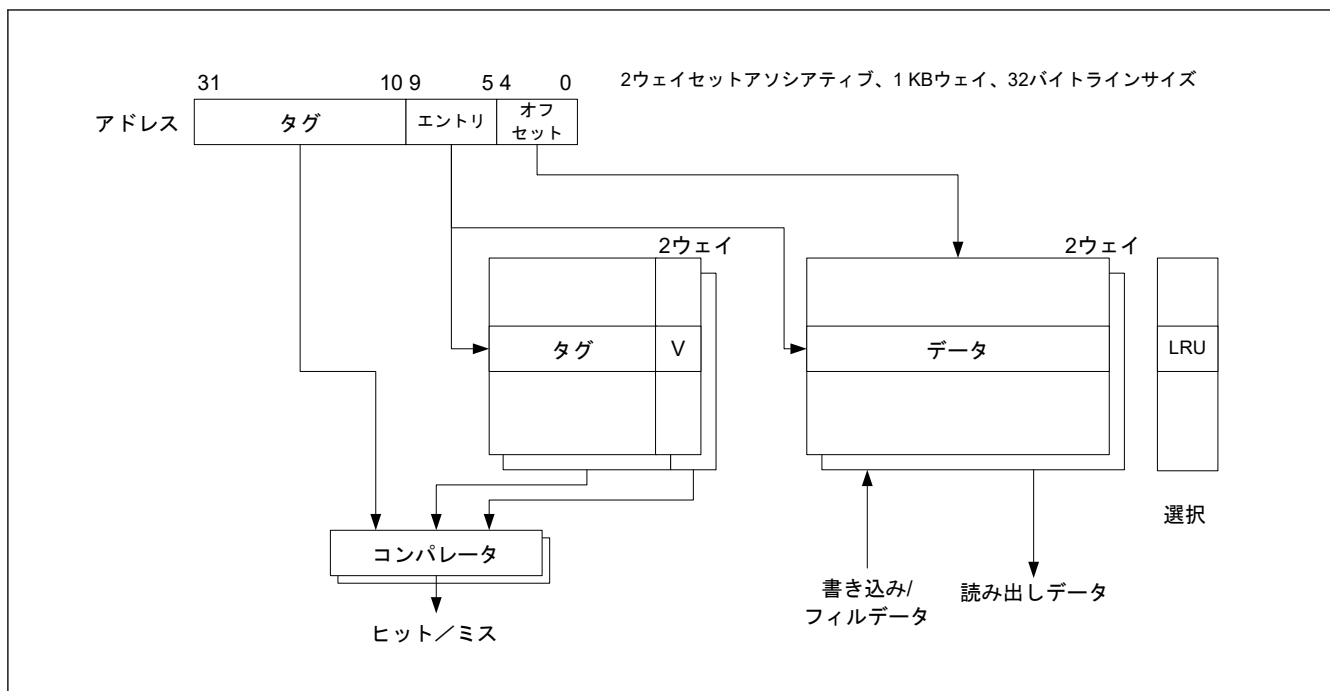 31 10 9 5 4 0
2ウェイセットアソシアティブ、1 KBウェイ、32バイトラインサイズ
アドレス
タグ
エントリ
オフ
セット
2ウェイ
2ウェイ
タグ
V
データ
LRU
選択
コンパレータ
書き込み/
フィルデータ
読み出しデータ
ヒット／ミス